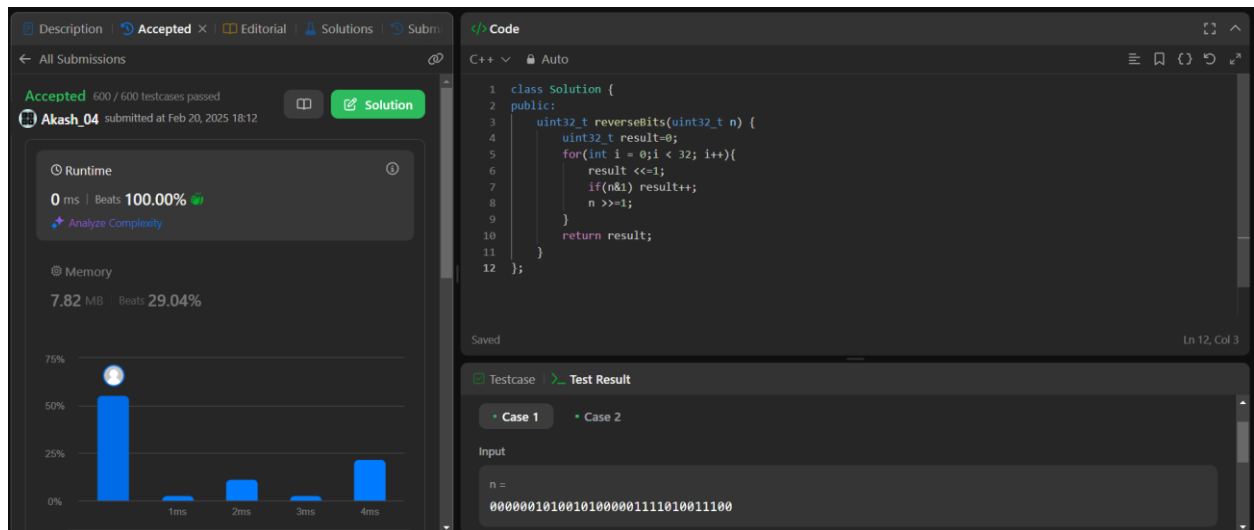 Description
Accepted
Editorial
Solutions
Subm
All Submissions
Accepted 600 / 600 testcases passed
Akash_04 submitted at Feb 20, 2025 18:12
Solution
Runtime
0 ms | Beats 100.00%
Analyze Complexity
Memory
7.82 MB | Beats 29.04%
75%
50%
25%
0%
1ms 2ms 3ms 4ms
</> Code
C++ Auto
1 class Solution {
2 public:
3 uint32_t reverseBits(uint32_t n) {
4 uint32_t result=0;
5 for(int i = 0;i < 32; i++){
6 result <<=1;
7 if(n&1) result++;
8 n >>=1;
9 }
10 return result;
11 }
12 };
Saved
Ln 12, Col 3
Testcase
Test Result
Case 1 Case 2
Input
n =
00000010100101000001111010011100